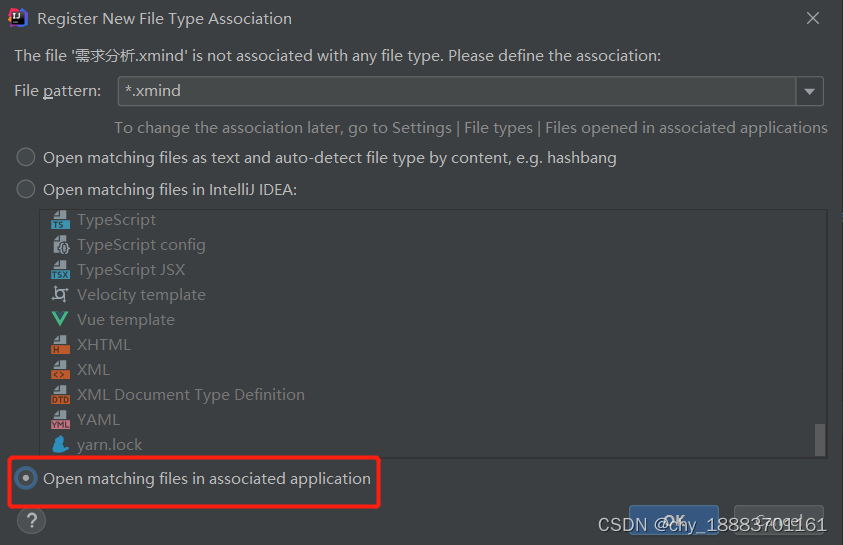 Register New File Type Association
The file '需求分析.xmind' is not associated with any file type. Please define the association:
File pattern: *.xmind
To change the association later, go to Settings | File types | Files opened in associated applications
Open matching files as text and auto-detect file type by content, e.g. hashbang
Open matching files in IntelliJ IDEA:
TS TypeScript
TypeScript config
TSX TypeScript JSX
Velocity template
Vue template
H XHTML
<> XML
DTD XML Document Type Definition
YML YAML
yarn.lock
Open matching files in associated application
? OK Cancel
CSDN @chy_18883701161